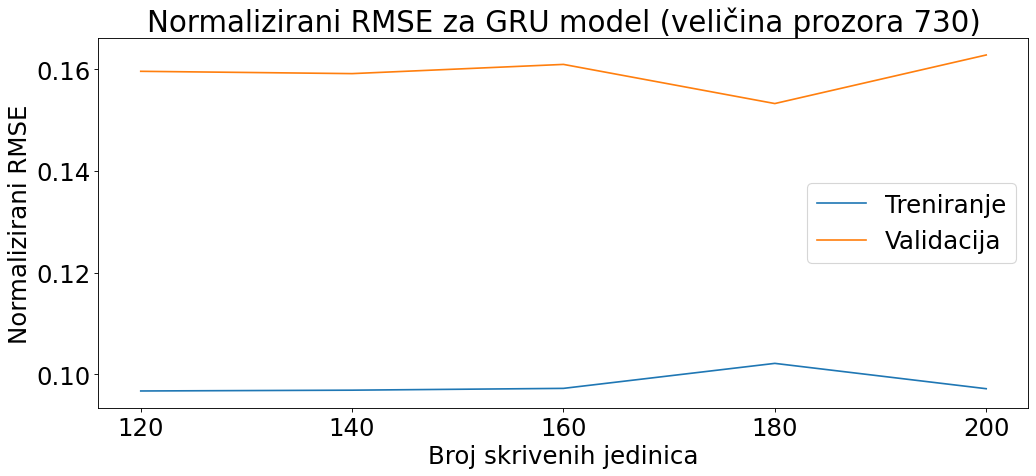 Normalizirani RMSE za GRU model (veličina prozora 730)
Normalizirani RMSE
0.16
0.14
0.12
0.10
Treniranje
Validacija
120 140 160 180 200
Broj skrivenih jedinica